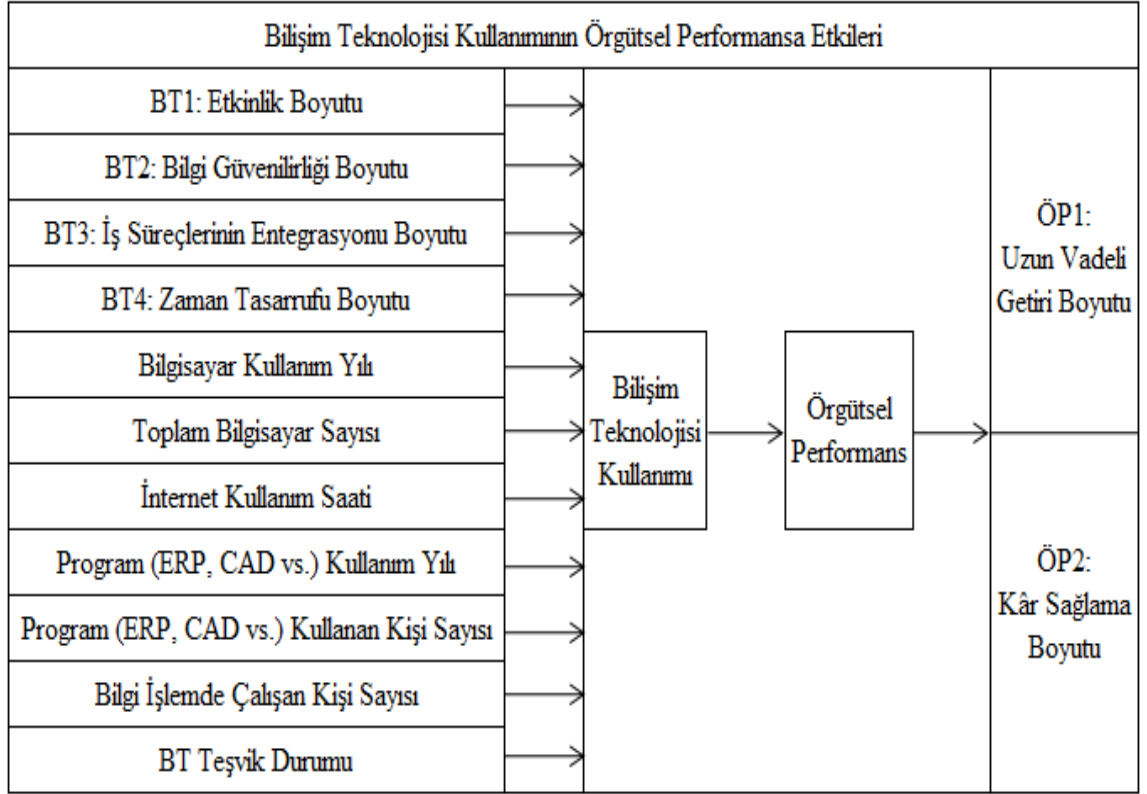 Bilişim Teknolojisi Kullanımının Örgütsel Performansa Etkileri
BT1: Etkinlik Boyutu
BT2: Bilgi Güvenilirliği Boyutu
BT3: İş Süreçlerinin Entegrasyonu Boyutu
BT4: Zaman Tasarrufu Boyutu
Bilgisayar Kullanım Yılı
Toplam Bilgisayar Sayısı
İnternet Kullanım Saati
Program (ERP, CAD vs.) Kullanım Yılı
Program (ERP, CAD vs.) Kullanan Kişi Sayısı
Bilgi İşlemde Çalışan Kişi Sayısı
BT Teşvik Durumu
Bilişim
Teknolojisi
Kullanımı
Örgütsel
Performans
ÖP1:
Uzun Vadeli
Getiri Boyutu
ÖP2:
Kâr Sağlama
Boyutu